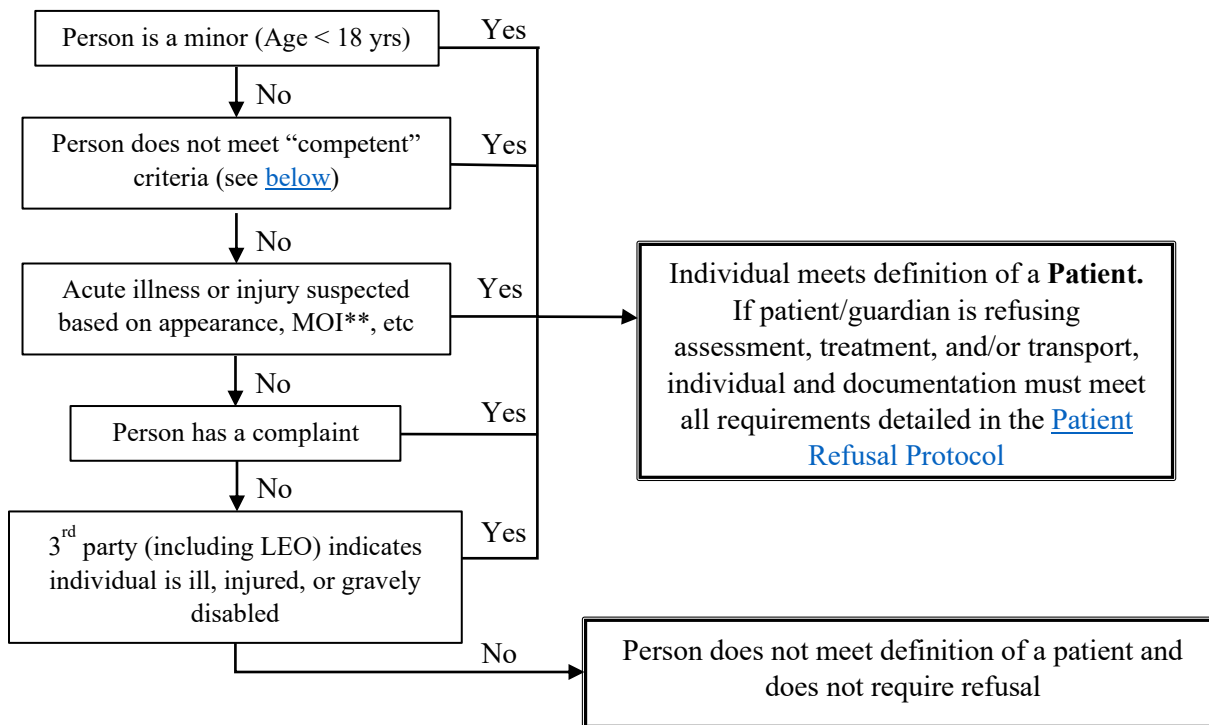 Person is a minor (Age < 18 yrs)
Yes
No
Person does not meet “competent”
criteria (see below)
Yes
No
Acute illness or injury suspected
based on appearance, MOI**, etc
Yes
No
Person has a complaint
Yes
No
3rd party (including LEO) indicates
individual is ill, injured, or gravely
disabled
Yes
Individual meets definition of a Patient.
If patient/guardian is refusing
assessment, treatment, and/or transport,
individual and documentation must meet
all requirements detailed in the Patient
Refusal Protocol
No
Person does not meet definition of a patient and
does not require refusal